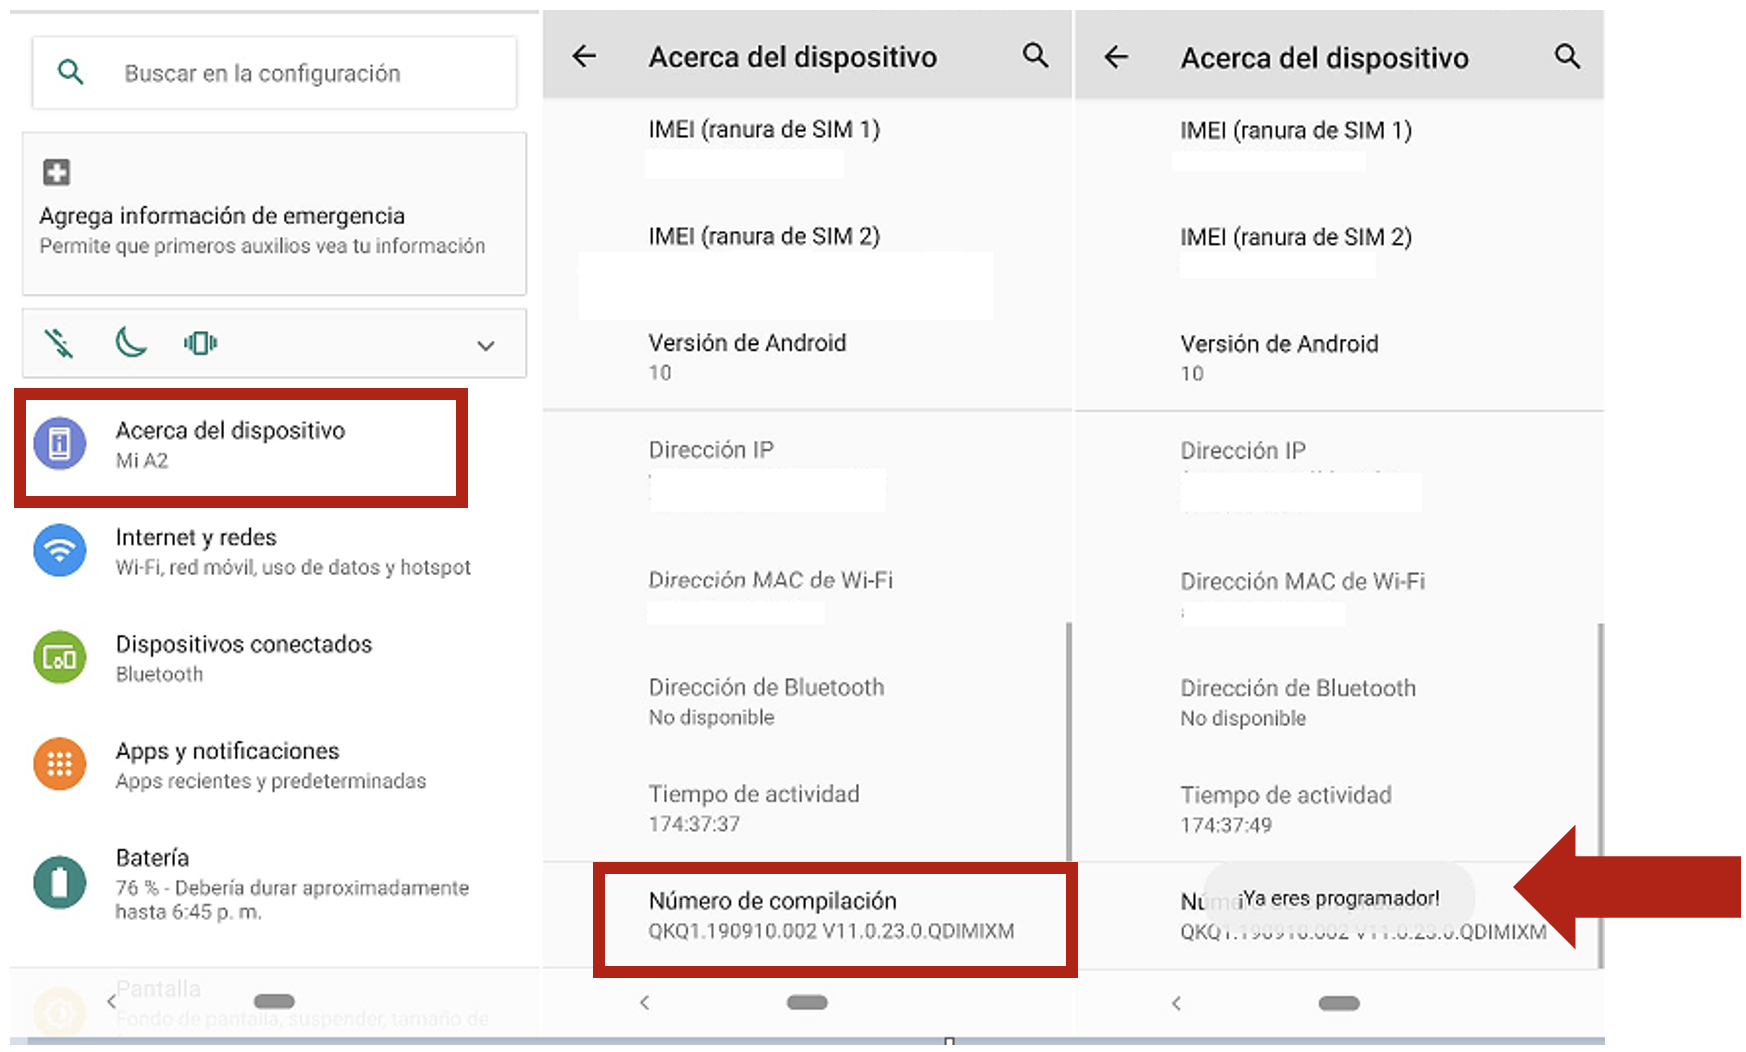 Buscar en la configuración
Agrega información de emergencia
Permite que primeros auxilios vea tu información
Acerca del dispositivo
Mi A2
Internet y redes
Wi-Fi, red móvil, uso de datos y hotspot
Dispositivos conectados
Bluetooth
Apps y notificaciones
Apps recientes y predeterminadas
Batería
76 % - Debería durar aproximadamente
hasta 6:45 p. m.
Pantalla
Fondo de pantalla, suspender, tamaño de
Acerca del dispositivo
IMEI (ranura de SIM 1)
IMEI (ranura de SIM 2)
Versión de Android
10
Dirección IP
Dirección MAC de Wi-Fi
Dirección de Bluetooth
No disponible
Tiempo de actividad
174:37:37
Número de compilación
QKQ1.190910.002 V11.0.23.0.QDIMIXM
Acerca del dispositivo
IMEI (ranura de SIM 1)
IMEI (ranura de SIM 2)
Versión de Android
10
Dirección IP
Dirección MAC de Wi-Fi
Dirección de Bluetooth
No disponible
Tiempo de actividad
174:37:49
¡Ya eres programador!
Número de compilación
QKQ1.190910.002 V11.0.23.0.QDIMIXM